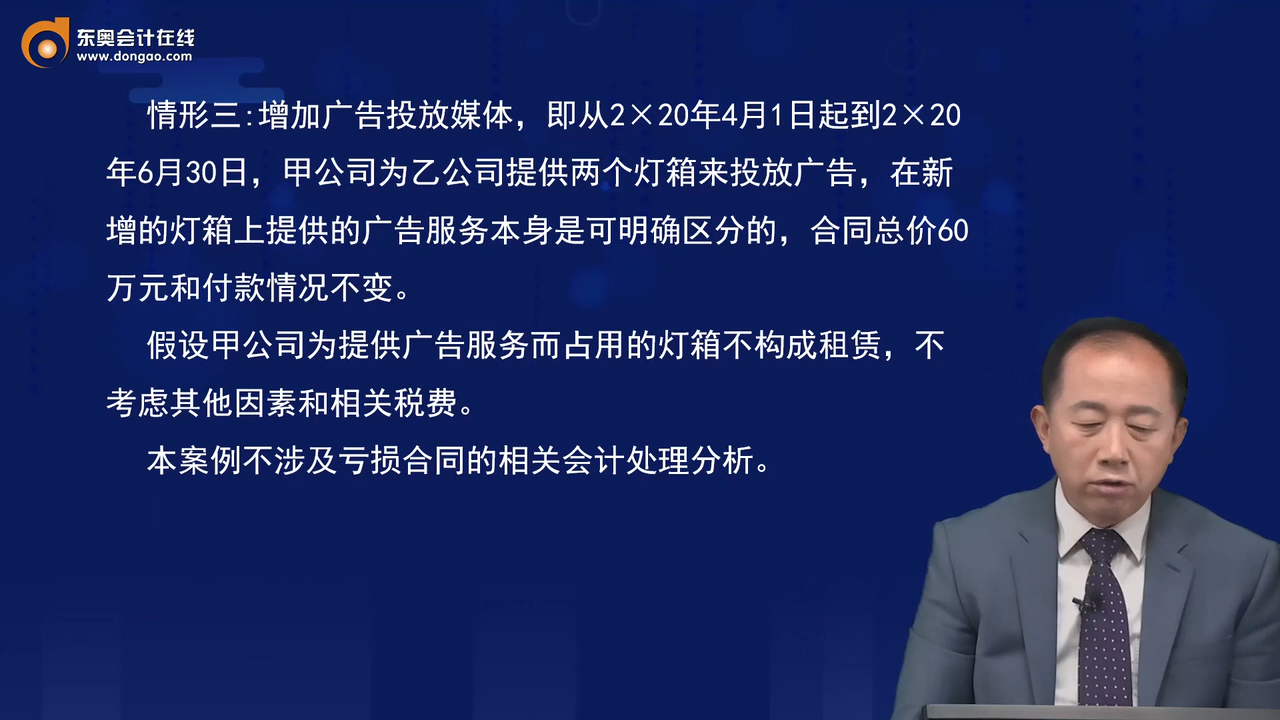 东奥会计在线
www.dongao.com
情形三:增加广告投放媒体，即从2×20年4月1日起到2×20
年6月30日，甲公司为乙公司提供两个灯箱来投放广告，在新
增的灯箱上提供的广告服务本身是可明确区分的，合同总价60
万元和付款情况不变。
假设甲公司为提供广告服务而占用的灯箱不构成租赁，不
考虑其他因素和相关税费。
本案例不涉及亏损合同的相关会计处理分析。